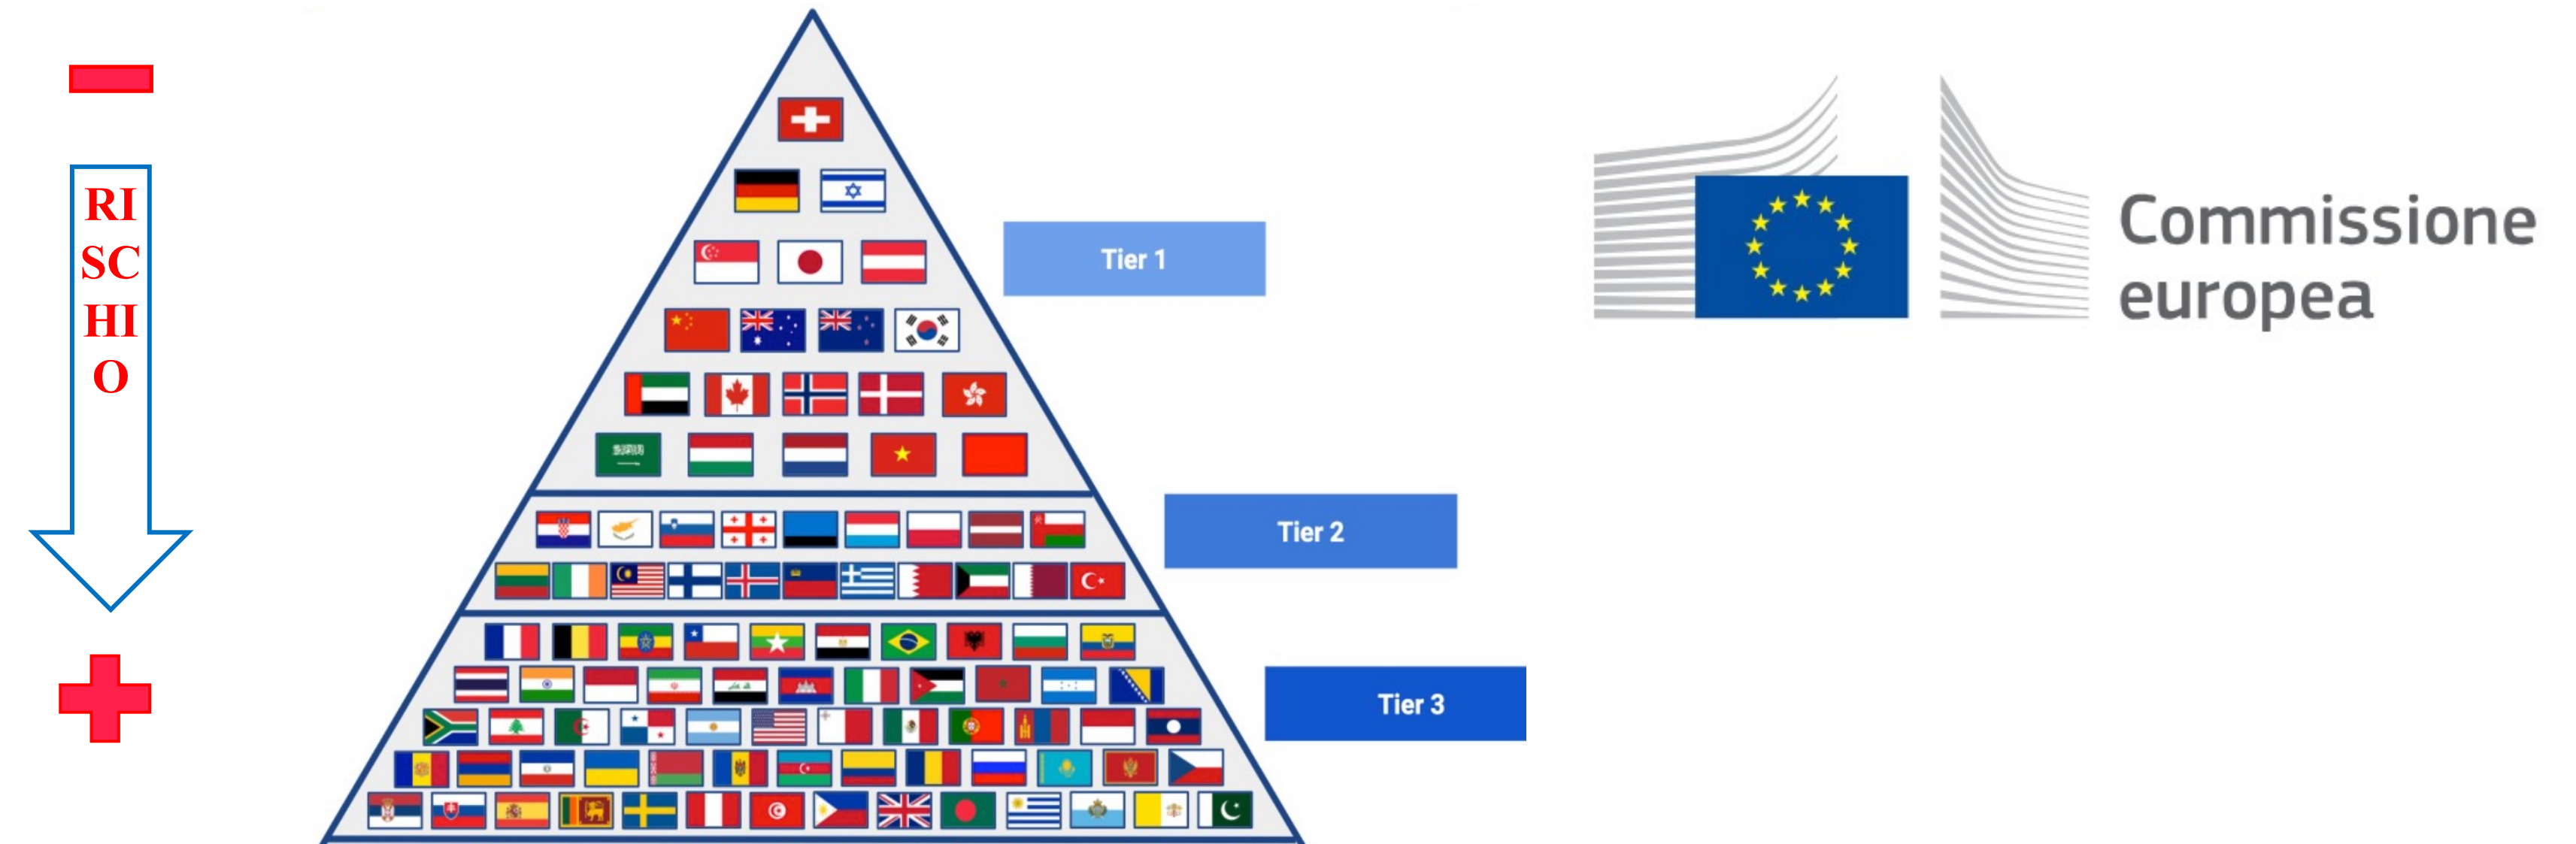 RI
SC
HI
O
Tier 1
Tier 2
Tier 3
Commissione
europea